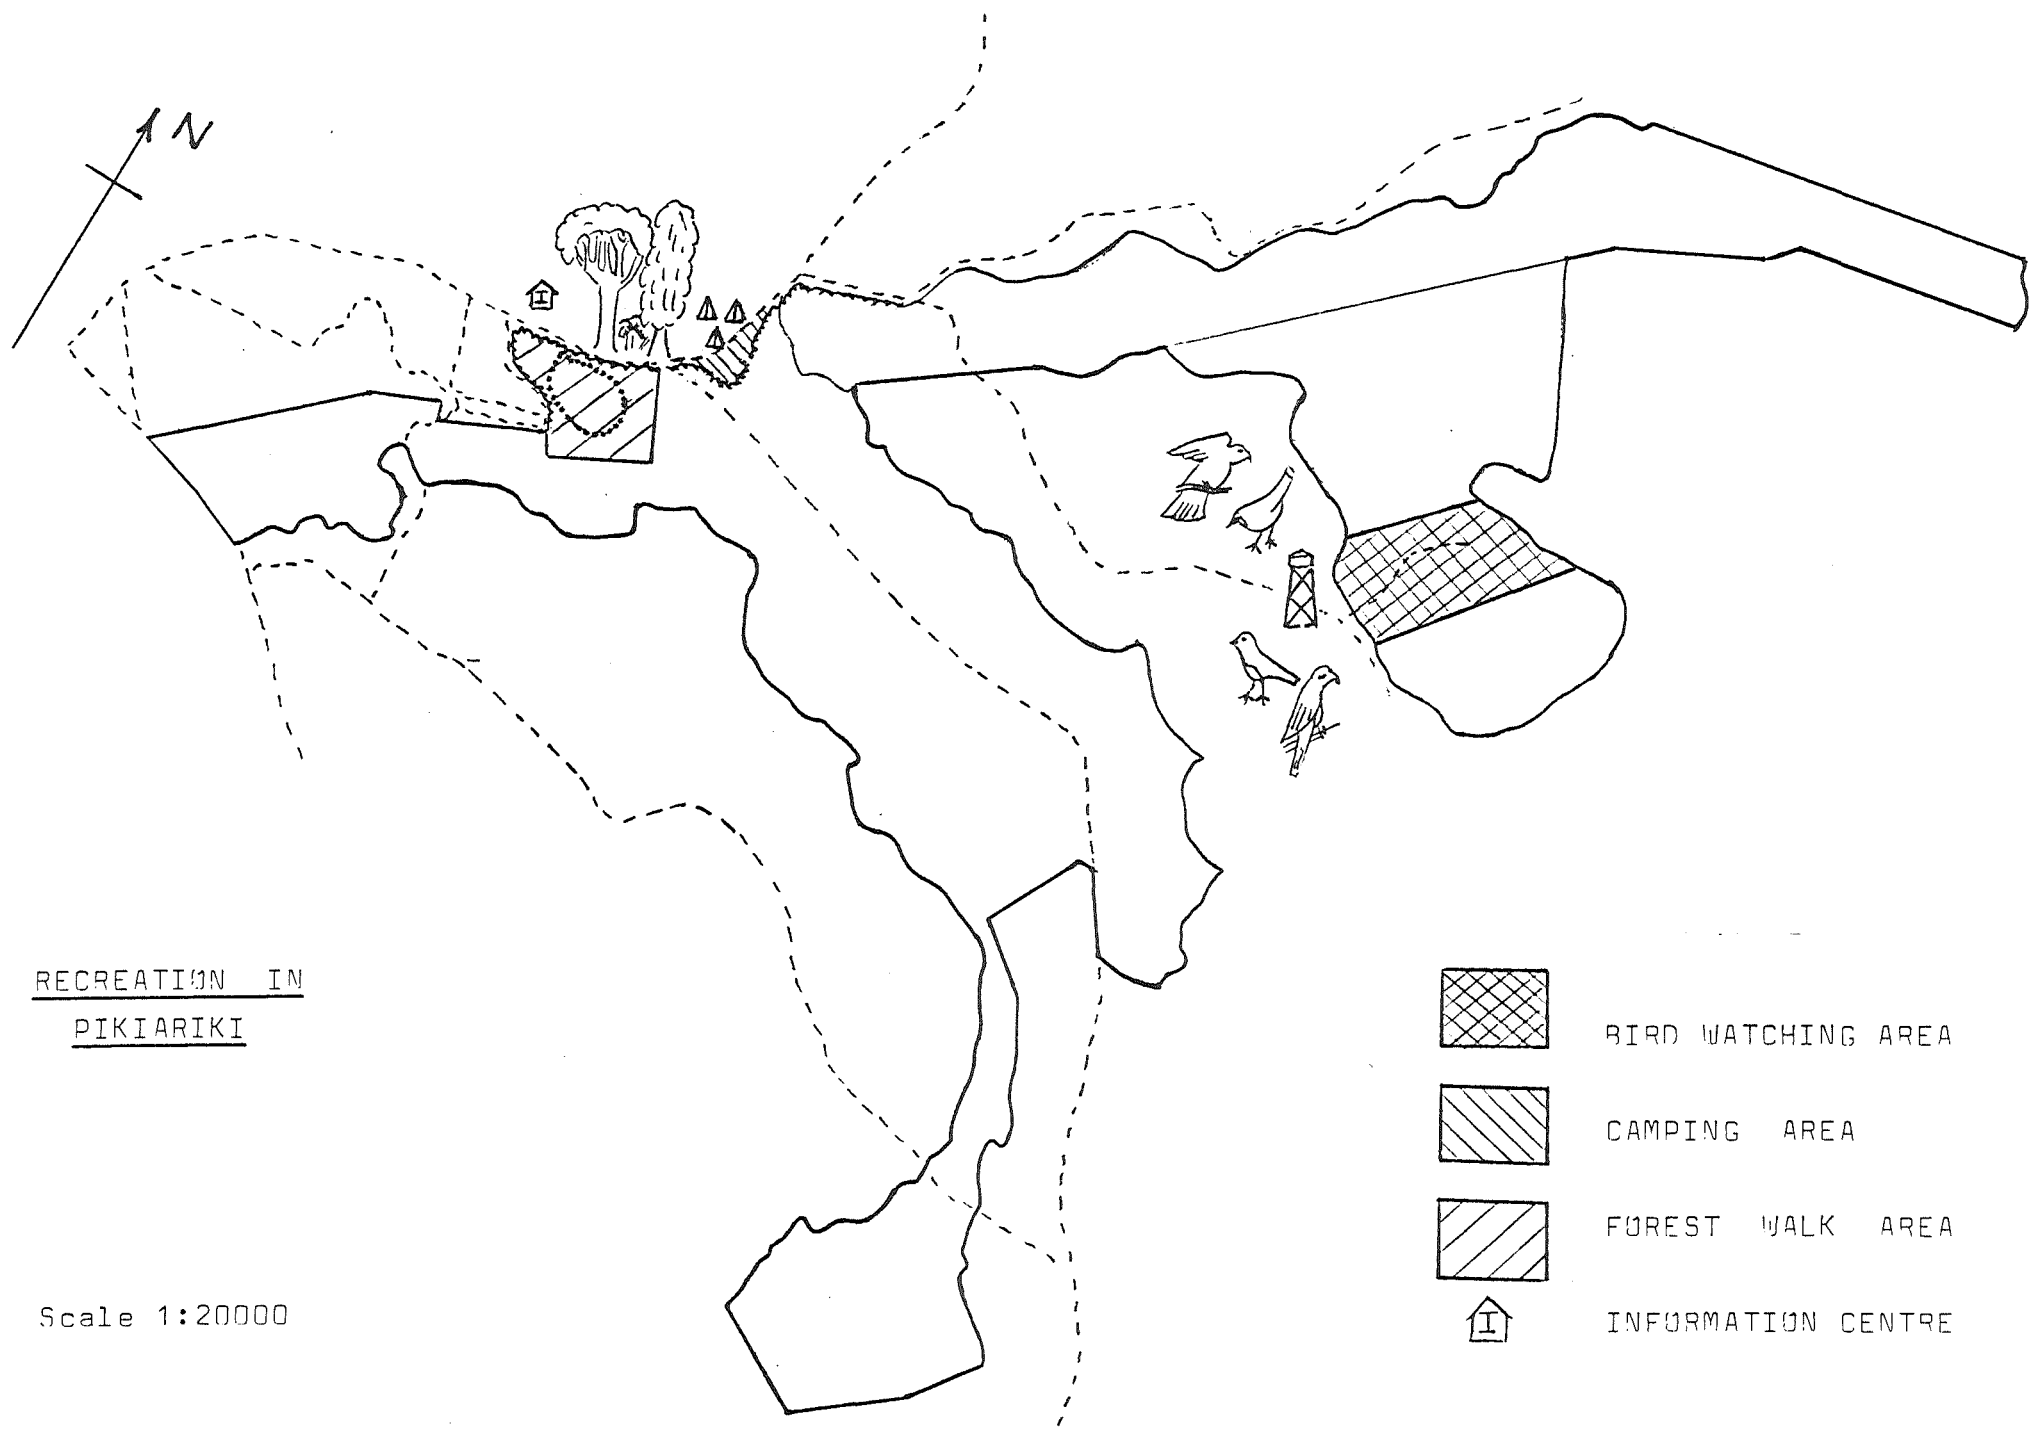 N
I
RECREATION IN
PIKIARIKI
Scale 1:20000
BIRD WATCHING AREA
CAMPING AREA
FOREST WALK AREA
I
INFORMATION CENTRE